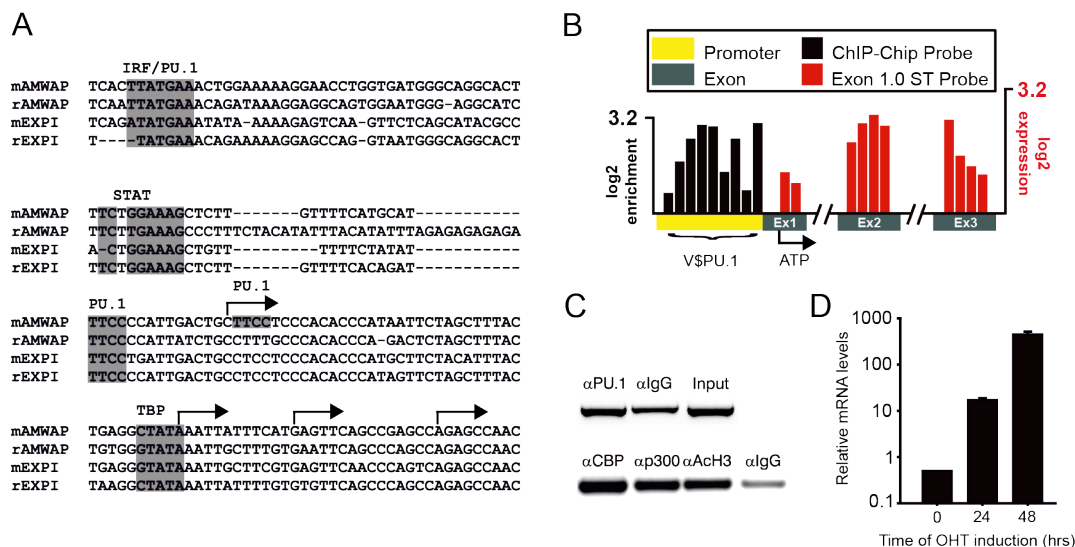 A
IRF/PU.1
mAMWAP TCACTTATGAAACTGGAAAAAGGAACCTGGTGATGGGCAGGCACT
rAMWAP TCAATTATGAAACAGATAAAGGAGGCAGTGGAATGGG-AGGCATC
mEXPI TCAGATATGAAATATA-AAAAGAGTCAA-GTTCTCAGCATACGCC
rEXPI T----TATGAAACAGAAAAAGGAGCCAG-GTAATGGGCAGGCACT
STAT
mAMWAP TTCTGGAAAGCTCTT-------GTTTTCATGCAT-----------
rAMWAP TTCTGGAAAGCCCTTTCTACATATTTACATATTTAGAGAGAGAGA
mEXPI A-CTGGAAAGCTGTT---------TTTTCTATAT-----------
rEXPI TTCTGGAAAGCTCTT-------GTTTTCACAGAT-----------
PU.1 PU.1
mAMWAP TTCCCCATTGACTGCTTCCTCCCACACCCATAATTCTAGCTTTAC
rAMWAP TTCCCCATTATCTGCCTTTGCCCACACCCA-GACTCTAGCTTTAC
mEXPI TTCCTGATTGACTGCCTCCTCCCACACCCATGCTTCTACATTTAC
rEXPI TTCCCCATTGACTGCCTCCTCCCACACCCATAGTTCTAGCTTTAC
TBP
mAMWAP TGAGGCTATAAATTATTTCATGAGTTCAGCCGAGCCAGAGCCAAC
rAMWAP TGTGGGTATAAATTATTTTGTGAATTCAGCCCAGCCAGAGCCAAC
mEXPI TGAGGGTATAAATTGCTTCGTGAGTTCAACCCAGTCAGAGCCAAC
rEXPI TAAGGCTATAAATTATTTTGTGTGTTCAGCCCAGCCAGAGCCAAC
B
Promoter
ChIP-Chip Probe
Exon
Exon 1.0 ST Probe
3.2
log2 enrichment
3.2
log2 expression
Ex1 Ex2 Ex3
V$PU.1 ATP
C
αPU.1 αIgG Input
αCBP αp300 αAcH3 αIgG
D
Relative mRNA levels
1000
100
10
1
0.1
0 24 48
Time of OHT induction (hrs)